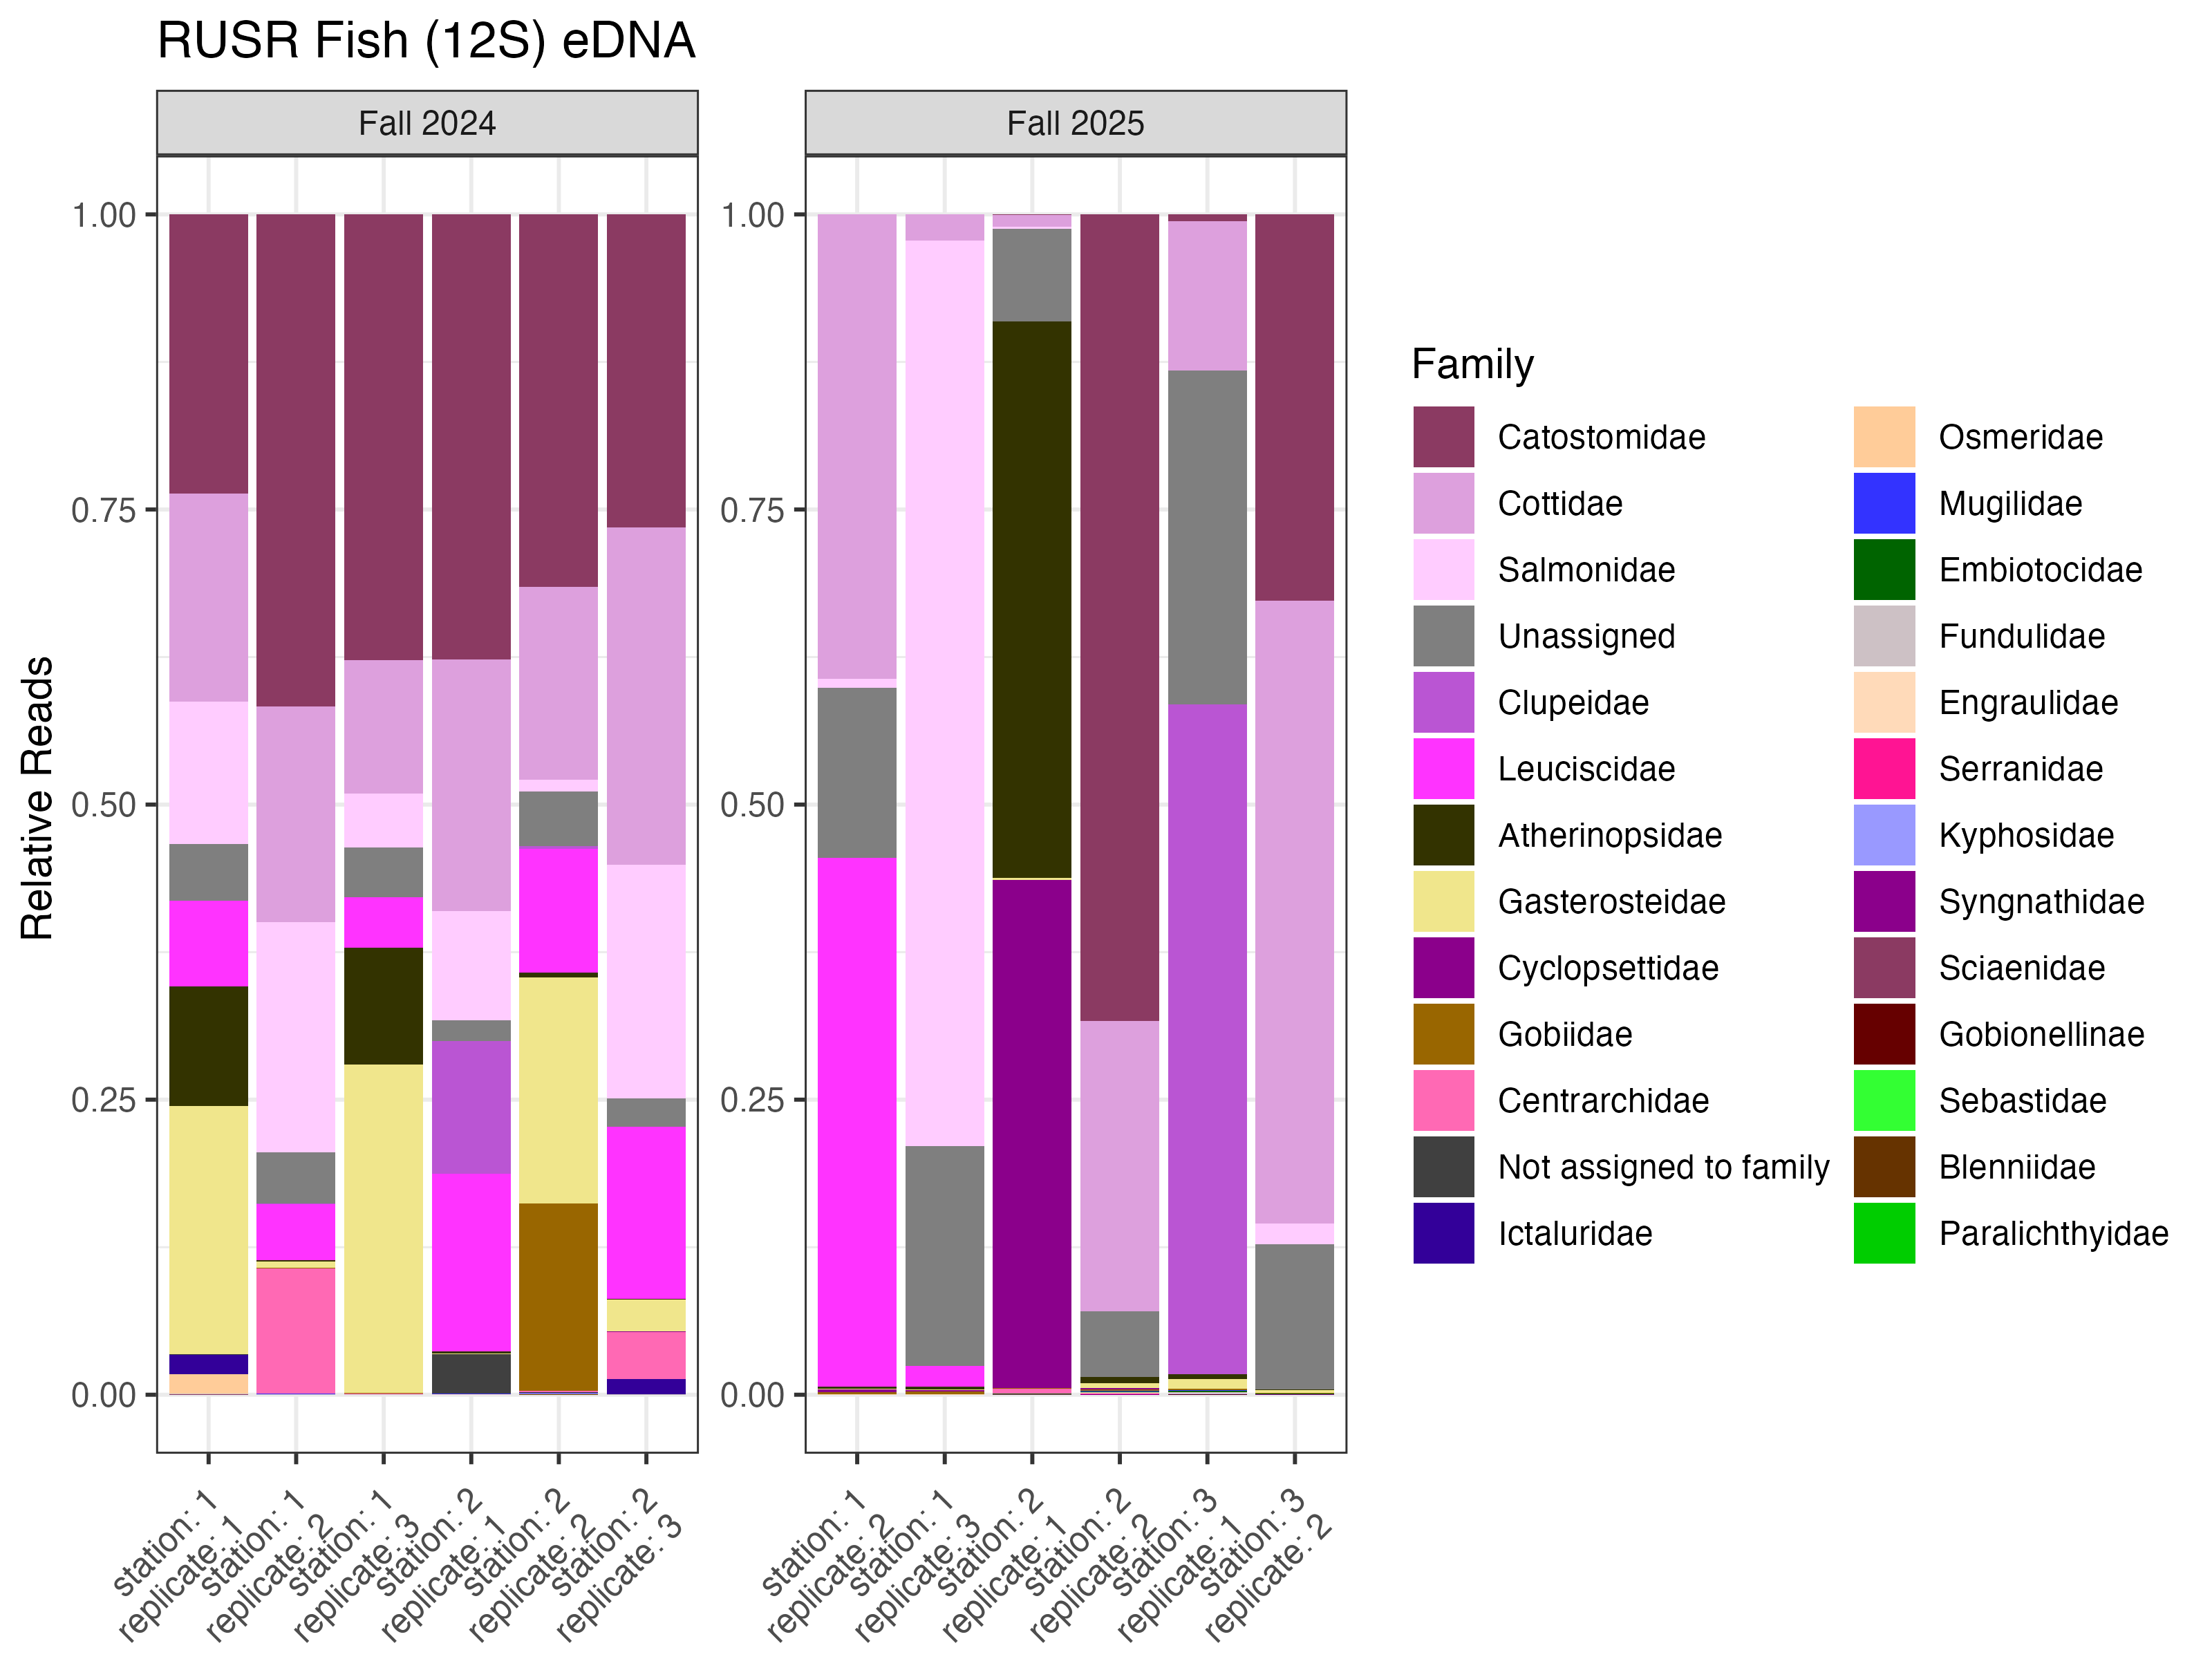 RUSR Fish (12S) eDNA
Fall 2024
Fall 2025
Relative Reads
1.00
0.75
0.50
0.25
0.00
1.00
0.75
0.50
0.25
0.00
station: 1
replicate: 1
station: 1
replicate: 2
station: 1
replicate: 3
station: 2
replicate: 1
station: 2
replicate: 2
station: 2
replicate: 3
station: 1
replicate: 2
station: 1
replicate: 3
station: 2
replicate: 1
station: 2
replicate: 2
station: 3
replicate: 1
station: 3
replicate: 2
Family
Catostomidae
Cottidae
Salmonidae
Unassigned
Clupeidae
Leuciscidae
Atherinopsidae
Gasterosteidae
Cyclopsettidae
Gobiidae
Centrarchidae
Not assigned to family
Ictaluridae
Osmeridae
Mugilidae
Embiotocidae
Fundulidae
Engraulidae
Serranidae
Kyphosidae
Syngnathidae
Sciaenidae
Gobionellinae
Sebastidae
Blenniidae
Paralichthyidae